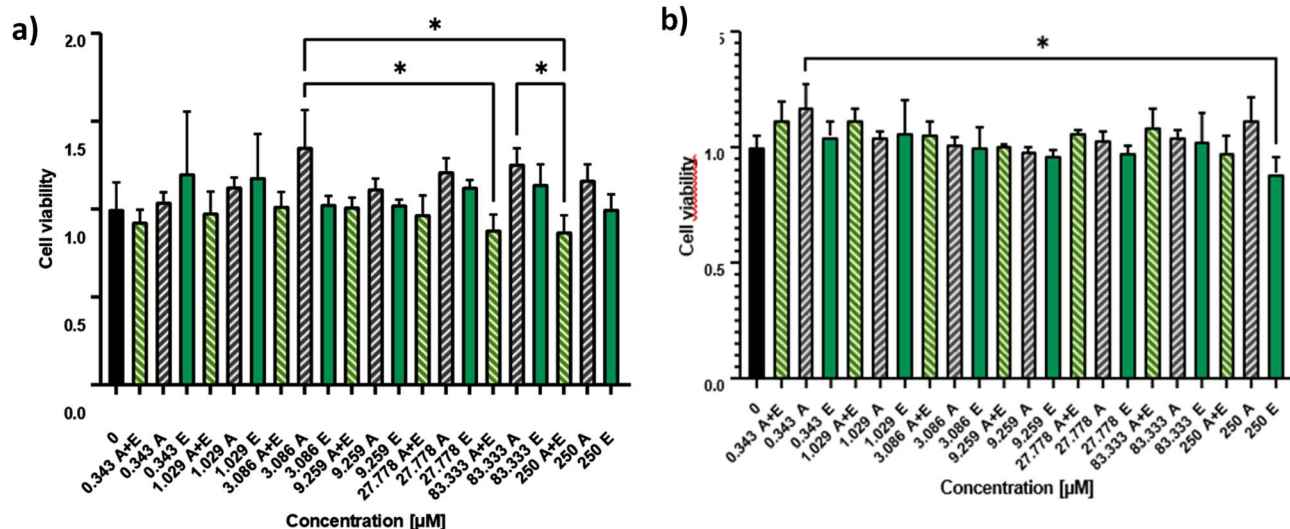 a)
2.0
1.5
1.0
0.5
0.0
Cell viability
*
*
*
0
0.343 A+E
0.343 A
0.343 E
1.029 A+E
1.029 A
1.029 E
3.086 A+E
3.086 A
3.086 E
9.259 A+E
9.259 A
9.259 E
27.778 A+E
27.778 A
27.778 E
83.333 A+E
83.333 A
83.333 E
250 A+E
250 A
250 E
Concentration [µM]
b)
5
1.0
0.5
0.0
Cell viability
*
0
0.343 A+E
0.343 A
0.343 E
1.029 A+E
1.029 A
1.029 E
3.086 A+E
3.086 A
3.086 E
9.259 A+E
9.259 A
9.259 E
27.778 A+E
27.778 A
27.778 E
83.333 A+E
83.333 A
83.333 E
250 A+E
250 A
250 E
Concentration [µM]